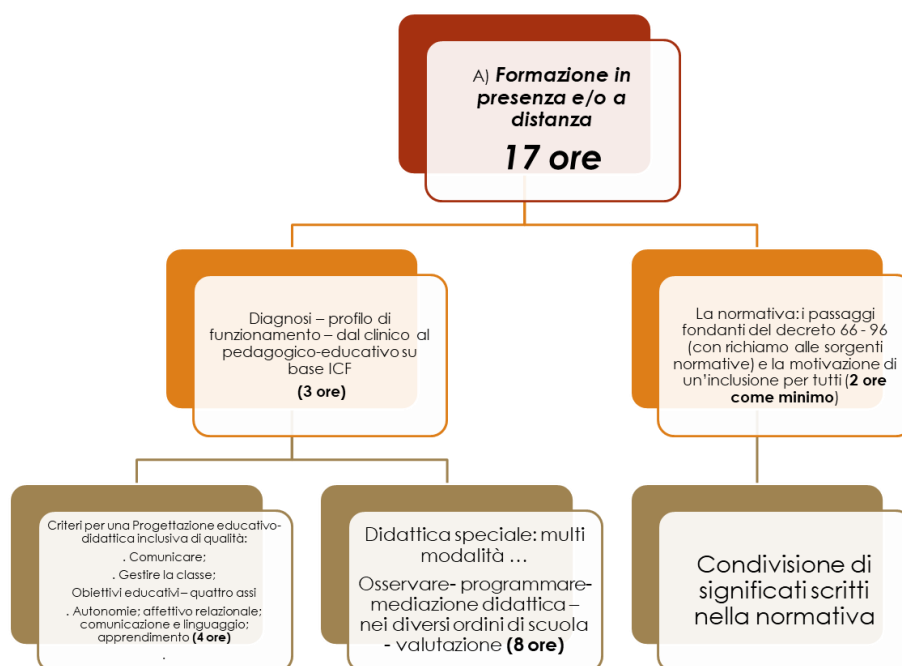 A) Formazione in
presenza e/o a
distanza
17 ore
Diagnosi – profilo di
funzionamento – dal clinico al
pedagogico-educativo su
base ICF
(3 ore)
La normativa: i passaggi
fondanti del decreto 66 - 96
(con richiamo alle sorgenti
normative) e la motivazione di
un'inclusione per tutti (2 ore
come minimo)
Criteri per una Progettazione educativo-
didattica inclusiva di qualità:
. Comunicare;
. Gestire la classe;
Obiettivi educativi – quattro assi
. Autonomie; affettivo relazionale;
comunicazione e linguaggio;
apprendimento (4 ore)
.
Didattica speciale: multi
modalità ...
Osservare- programmare-
mediazione didattica –
nei diversi ordini di scuola
- valutazione (8 ore)
Condivisione di
significati scritti
nella normativa